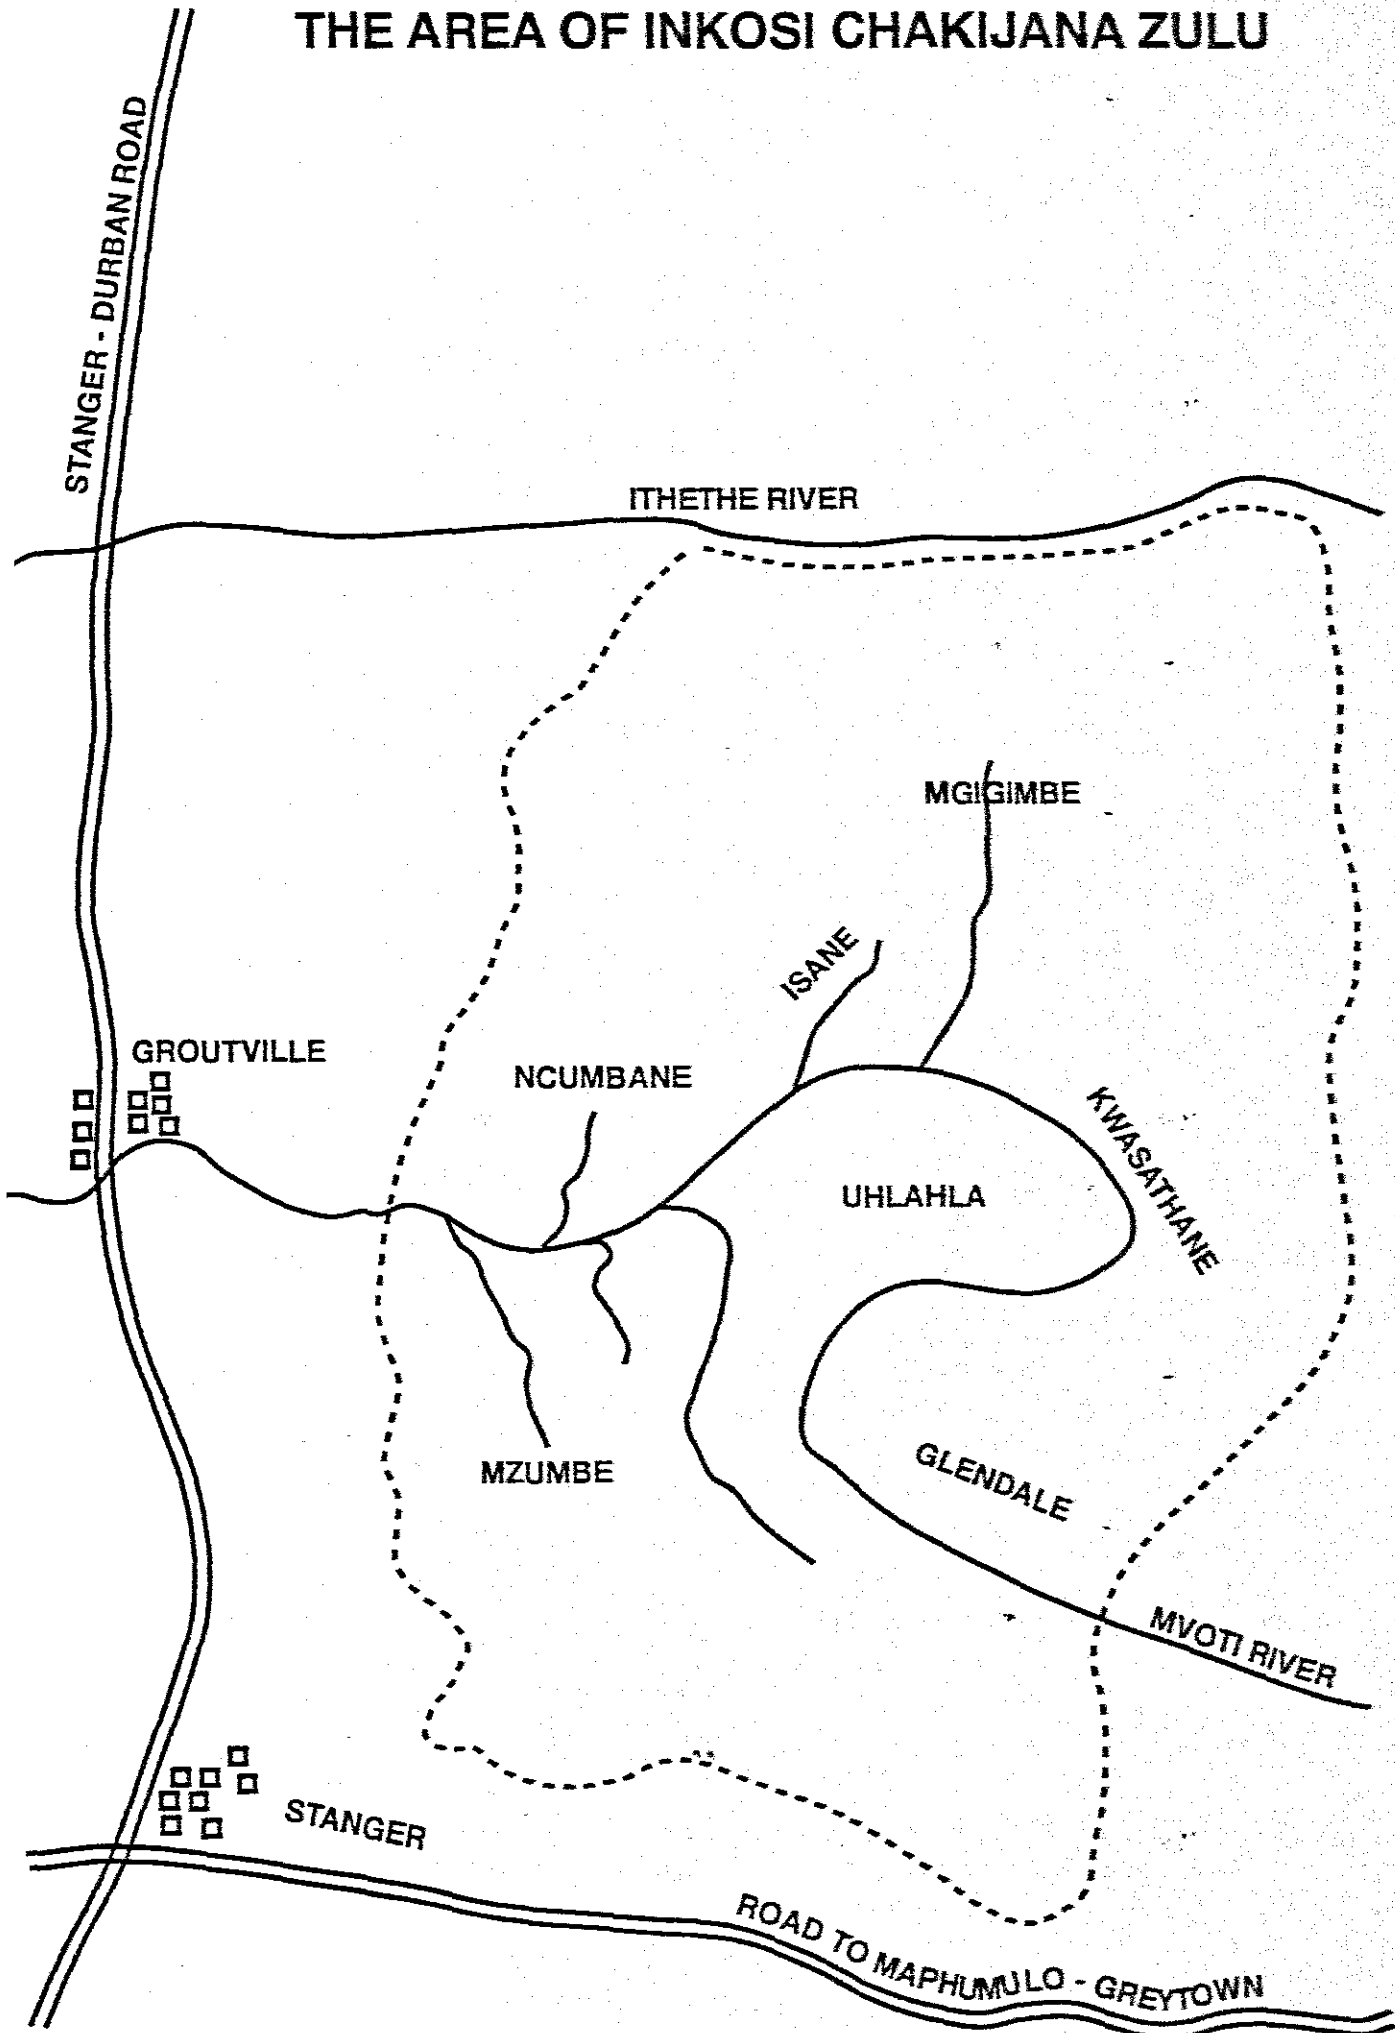 THE AREA OF INKOSI CHAKIJANA ZULU
STANGER - DURBAN ROAD
ITHETHE RIVER
MGIGIMBE
ISANE
GROUTVILLE
NCUMBANE
KWASATHANE
UHLAHLA
GLENDALE
MZUMBE
MVOTI RIVER
STANGER
ROAD TO MAPHUMULO - GREYTOWN